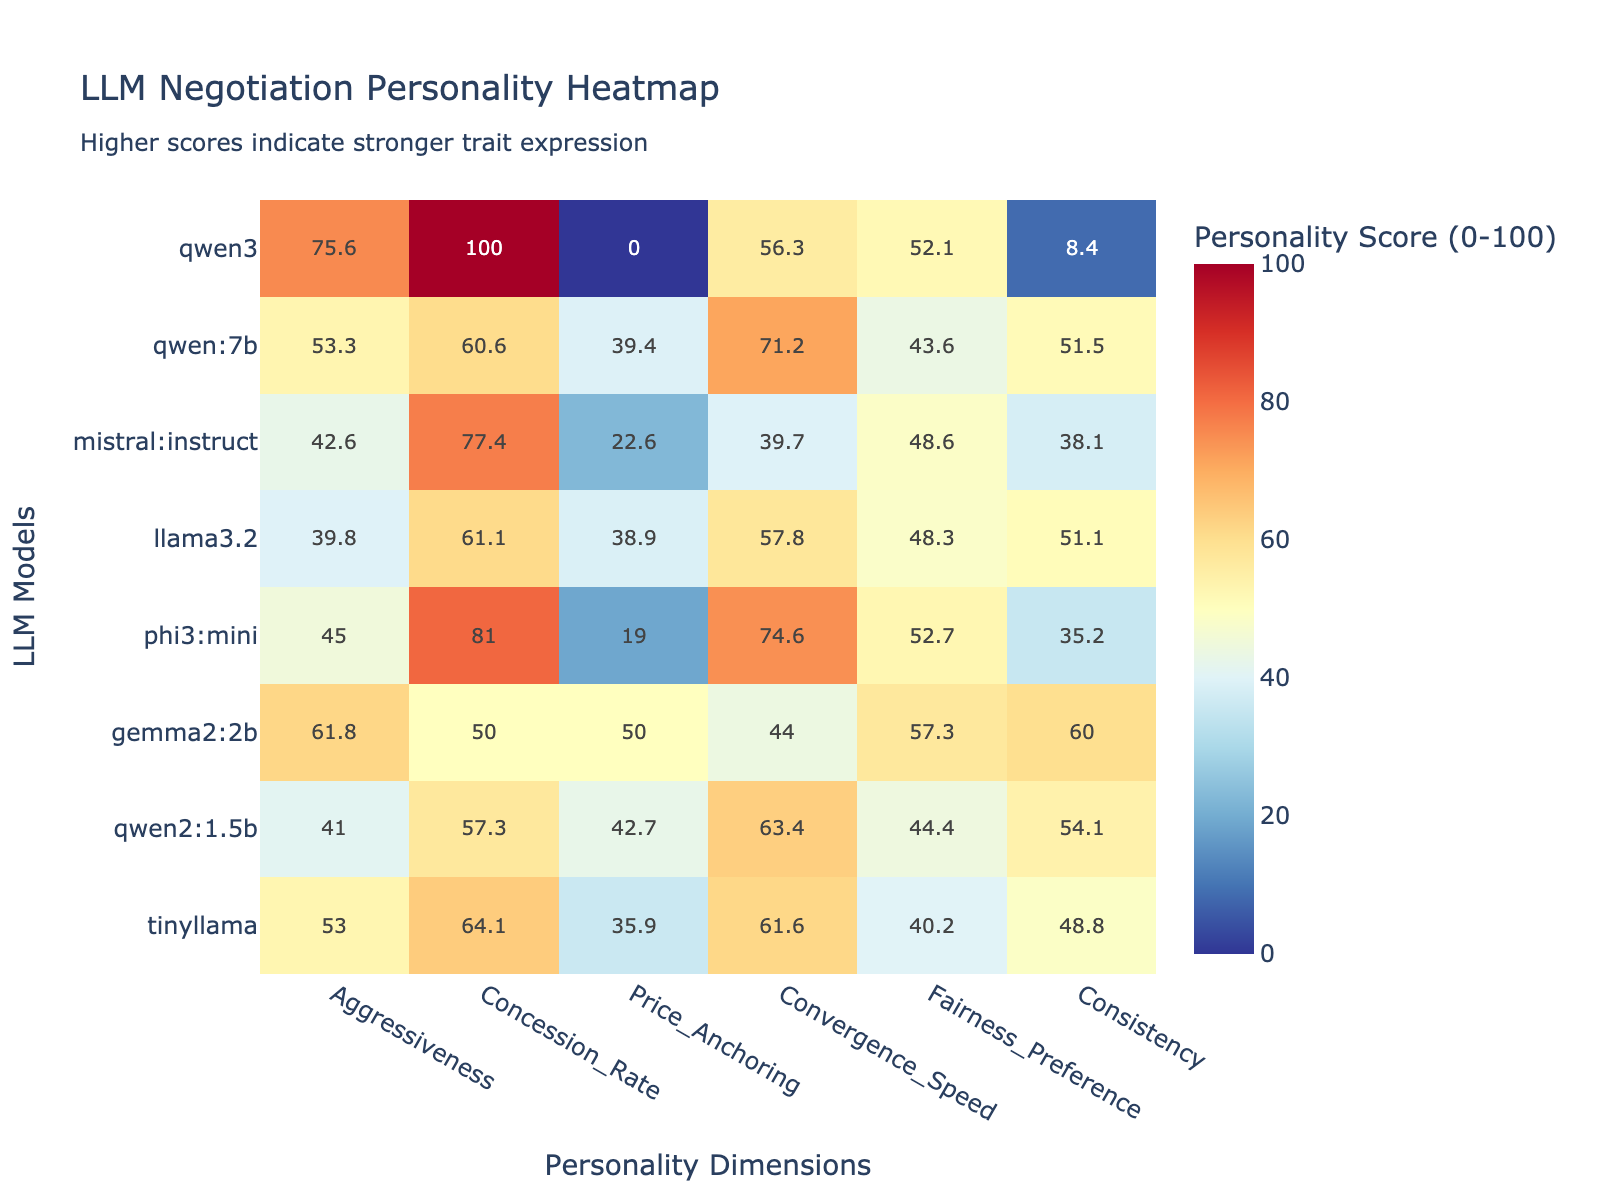 LLM Negotiation Personality Heatmap
Higher scores indicate stronger trait expression
Personality Score (0-100)
qwen3 75.6 100 0 56.3 52.1 8.4
qwen:7b 53.3 60.6 39.4 71.2 43.6 51.5
mistral:instruct 42.6 77.4 22.6 39.7 48.6 38.1
llama3.2 39.8 61.1 38.9 57.8 48.3 51.1
phi3:mini 45 81 19 74.6 52.7 35.2
gemma2:2b 61.8 50 50 44 57.3 60
qwen2:1.5b 41 57.3 42.7 63.4 44.4 54.1
tinyllama 53 64.1 35.9 61.6 40.2 48.8
LLM Models
Aggressiveness
Concession_Rate
Price_Anchoring
Convergence_Speed
Fairness_Preference
Consistency
Personality Dimensions
100
80
60
40
20
0